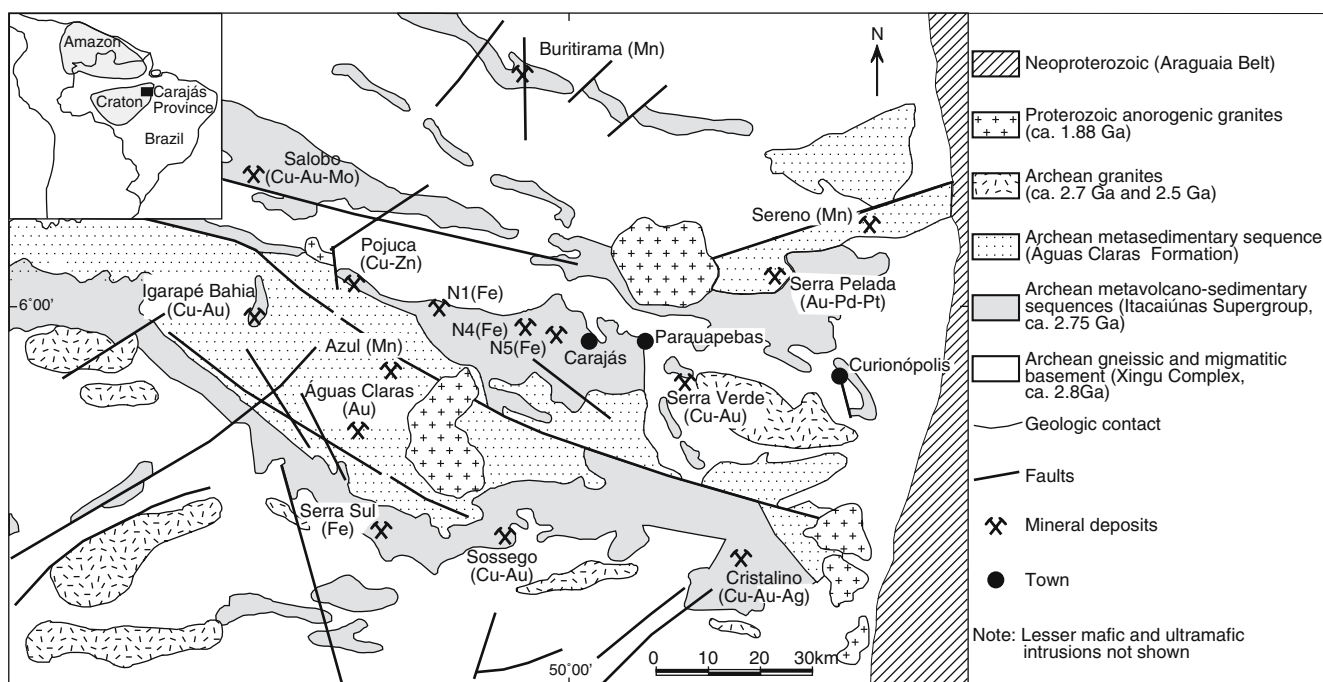 Amazon
Craton
Carajás
Province
Brazil
Buritirama (Mn)
N
Salobo
(Cu-Au-Mo)
Sereno (Mn)
Pojuca
(Cu-Zn)
Serra Pelada
(Au-Pd-Pt)
6°00'
Igarapé Bahia
(Cu-Au)
N1(Fe)
N4(Fe)
N5(Fe)
Carajás
Parauapebas
Azul (Mn)
Curionópolis
Águas Claras
(Au)
Serra Verde
(Cu-Au)
Serra Sul
(Fe)
Sossego
(Cu-Au)
Cristalino
(Cu-Au-Ag)
50°00'
0 10 20 30km
Neoproterozoic (Araguaia Belt)
Proterozoic anorogenic granites
(ca. 1.88 Ga)
Archean granites
(ca. 2.7 Ga and 2.5 Ga)
Archean metasedimentary sequence
(Águas Claras Formation)
Archean metavolcano-sedimentary
sequences (Itacaiúnas Supergroup,
ca. 2.75 Ga)
Archean gneissic and migmatitic
basement (Xingu Complex,
ca. 2.8Ga)
Geologic contact
Faults
Mineral deposits
Town
Note: Lesser mafic and ultramafic
intrusions not shown